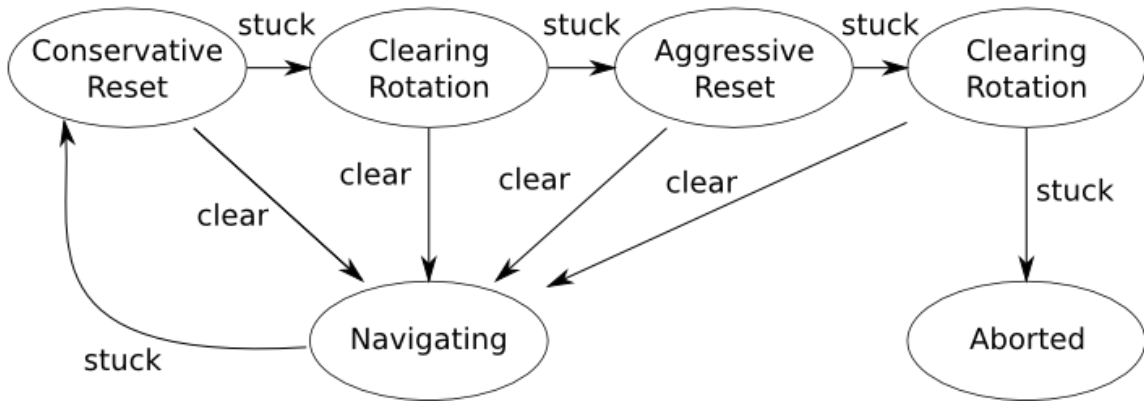 stuck
stuck
stuck
Conservative
Reset
Clearing
Rotation
Aggressive
Reset
Clearing
Rotation
clear
clear
clear
clear
stuck
Navigating
Aborted
stuck